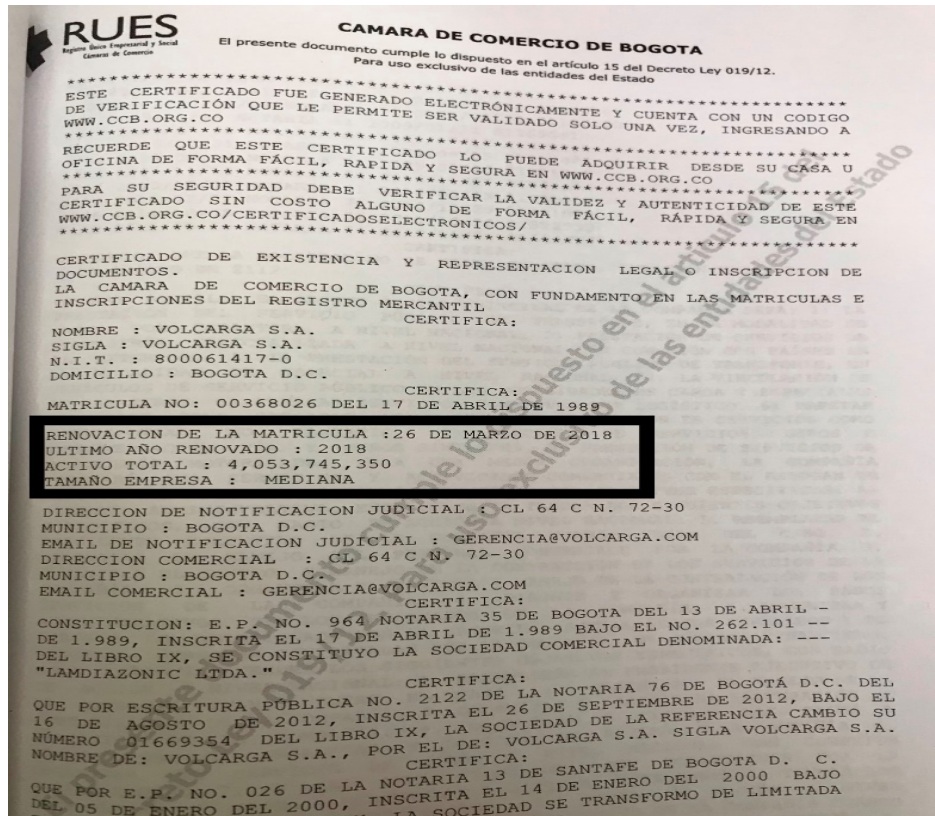 RUES
Registro Único Empresarial y Social
Cámaras de Comercio
CAMARA DE COMERCIO DE BOGOTA
El presente documento cumple lo dispuesto en el artículo 15 del Decreto Ley 019/12.
Para uso exclusivo de las entidades del Estado
****************************************************************
ESTE CERTIFICADO FUE GENERADO ELECTRÓNICAMENTE Y CUENTA CON UN CODIGO
DE VERIFICACIÓN QUE LE PERMITE SER VALIDADO SOLO UNA VEZ, INGRESANDO A
WWW.CCB.ORG.CO
****************************************************************
RECUERDE QUE ESTE CERTIFICADO LO PUEDE ADQUIRIR DESDE SU CASA U
OFICINA DE FORMA FÁCIL, RAPIDA Y SEGURA EN WWW.CCB.ORG.CO
****************************************************************
PARA SU SEGURIDAD DEBE VERIFICAR LA VALIDEZ Y AUTENTICIDAD DE ESTE
CERTIFICADO SIN COSTO ALGUNO DE FORMA FÁCIL, RÁPIDA Y SEGURA EN
WWW.CCB.ORG.CO/CERTIFICADOSELECTRONICOS/
****************************************************************
CERTIFICADO DE EXISTENCIA Y REPRESENTACION LEGAL O INSCRIPCION DE
DOCUMENTOS.
LA CAMARA DE COMERCIO DE BOGOTA, CON FUNDAMENTO EN LAS MATRICULAS E
INSCRIPCIONES DEL REGISTRO MERCANTIL
CERTIFICA:
NOMBRE : VOLCARGA S.A.
SIGLA : VOLCARGA S.A.
N.I.T. : 800061417-0
DOMICILIO : BOGOTA D.C.
CERTIFICA:
MATRICULA NO: 00368026 DEL 17 DE ABRIL DE 1989
RENOVACION DE LA MATRICULA :26 DE MARZO DE 2018
ULTIMO AÑO RENOVADO : 2018
ACTIVO TOTAL : 4,053,745,350
TAMAÑO EMPRESA : MEDIANA
DIRECCION DE NOTIFICACION JUDICIAL : CL 64 C N. 72-30
MUNICIPIO : BOGOTA D.C.
EMAIL DE NOTIFICACION JUDICIAL : GERENCIA@VOLCARGA.COM
DIRECCION COMERCIAL : CL 64 C N. 72-30
MUNICIPIO : BOGOTA D.C.
EMAIL COMERCIAL : GERENCIA@VOLCARGA.COM
CERTIFICA:
CONSTITUCION: E.P. NO. 964 NOTARIA 35 DE BOGOTA DEL 13 DE ABRIL -
DE 1.989, INSCRITA EL 17 DE ABRIL DE 1.989 BAJO EL NO. 262.101 --
DEL LIBRO IX, SE CONSTITUYO LA SOCIEDAD COMERCIAL DENOMINADA: ---
"LAMDIAZONIC LTDA."
CERTIFICA:
QUE POR ESCRITURA PÚBLICA NO. 2122 DE LA NOTARIA 76 DE BOGOTÁ D.C. DEL
16 DE AGOSTO DE 2012, INSCRITA EL 26 DE SEPTIEMBRE DE 2012, BAJO EL
NÚMERO 01669354 DEL LIBRO IX, LA SOCIEDAD DE LA REFERENCIA CAMBIO SU
NOMBRE DE: VOLCARGA S.A., POR EL DE: VOLCARGA S.A. SIGLA VOLCARGA S.A.
CERTIFICA:
QUE POR E.P. NO. 026 DE LA NOTARIA 13 DE SANTAFE DE BOGOTA D. C.
DEL 05 DE ENERO DEL 2000, INSCRITA EL 14 DE ENERO DEL 2000 BAJO
LA SOCIEDAD SE TRANSFORMO DE LIMITADA